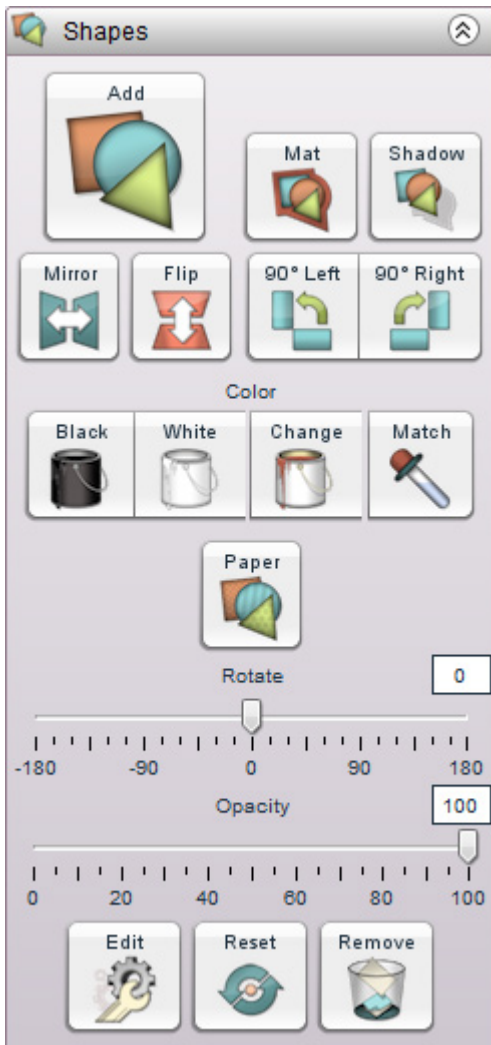 Shapes
Add
Mat Shadow
Mirror Flip 90° Left 90° Right
Color
Black White Change Match
Paper
Rotate 0
-180 -90 0 90 180
Opacity 100
0 20 40 60 80 100
Edit Reset Remove